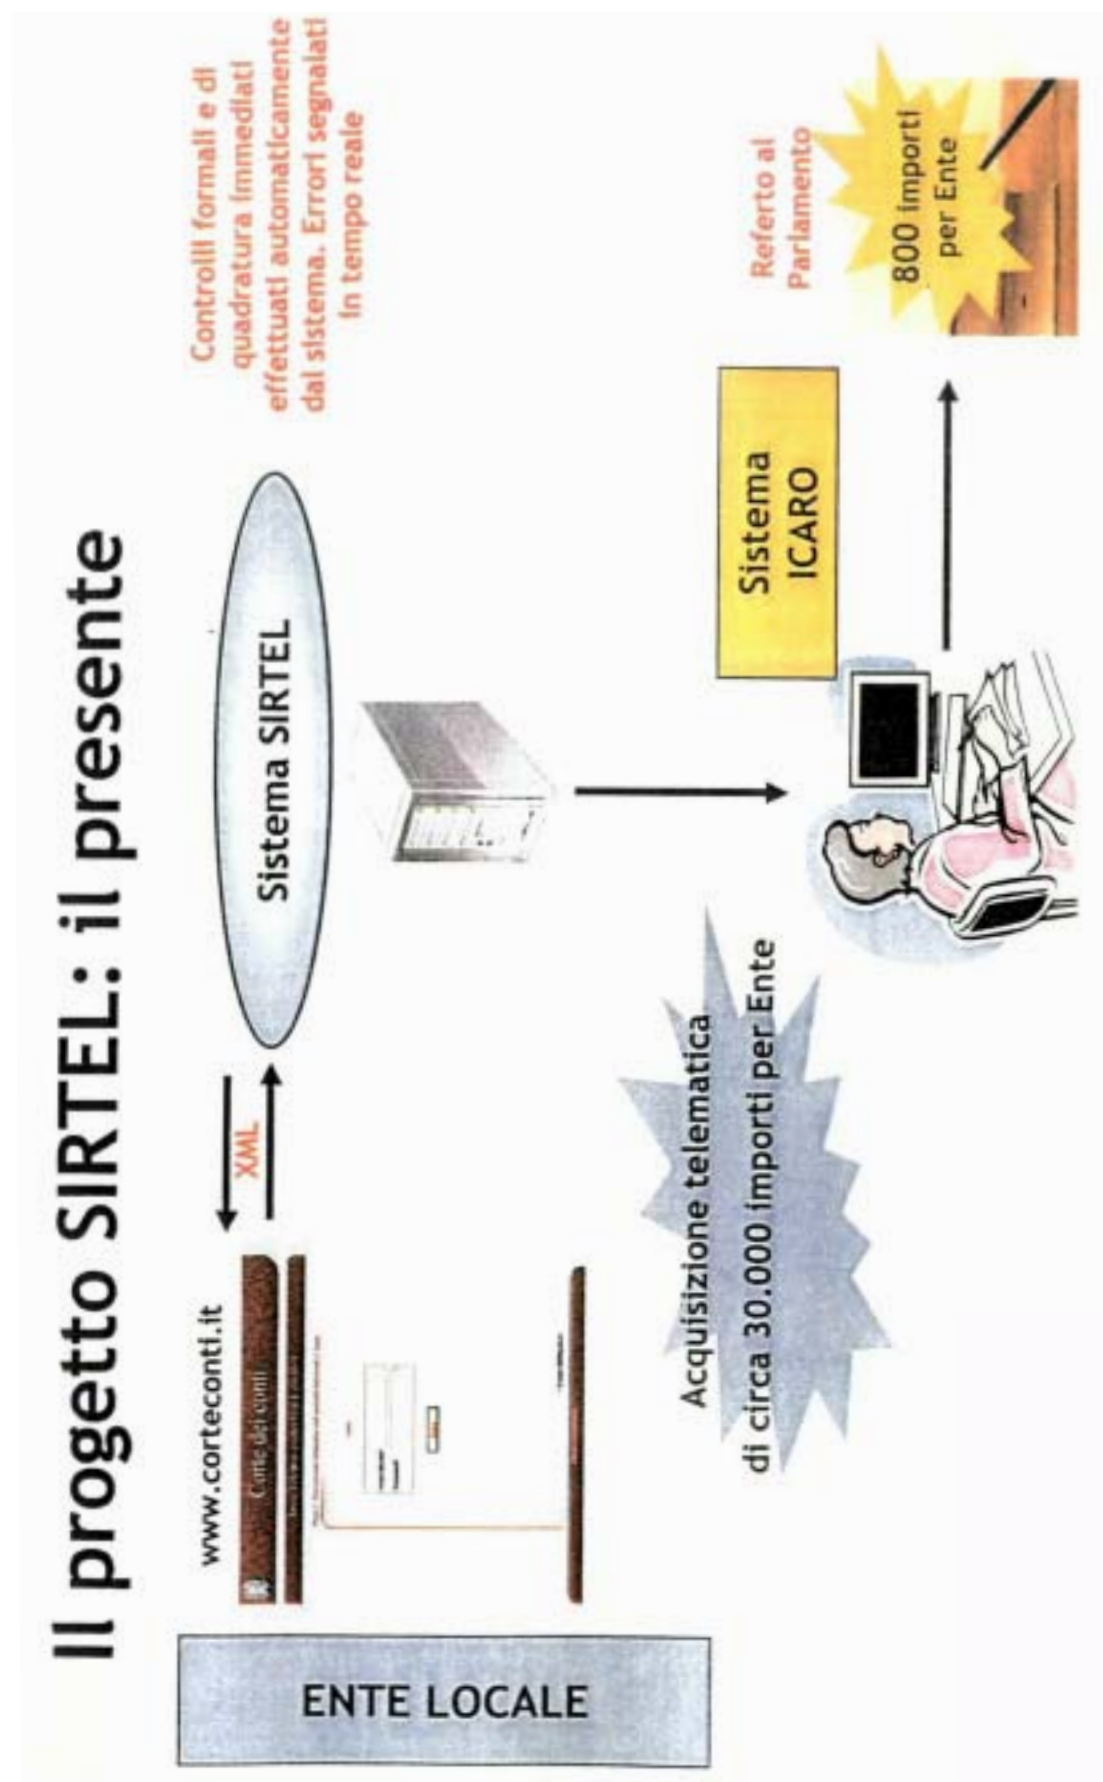 Il progetto SIRTEL: il presente
ENTE LOCALE
www.corteconti.it
Corte dei conti
XML
Sistema SIRTEL
Controlli formali e di
quadratura immediati
effettuati automaticamente
dal sistema. Errori segnalati
in tempo reale
Acquisizione telematica
di circa 30.000 importi per Ente
Sistema
ICARO
Referto al
Parlamento
800 importi
per Ente